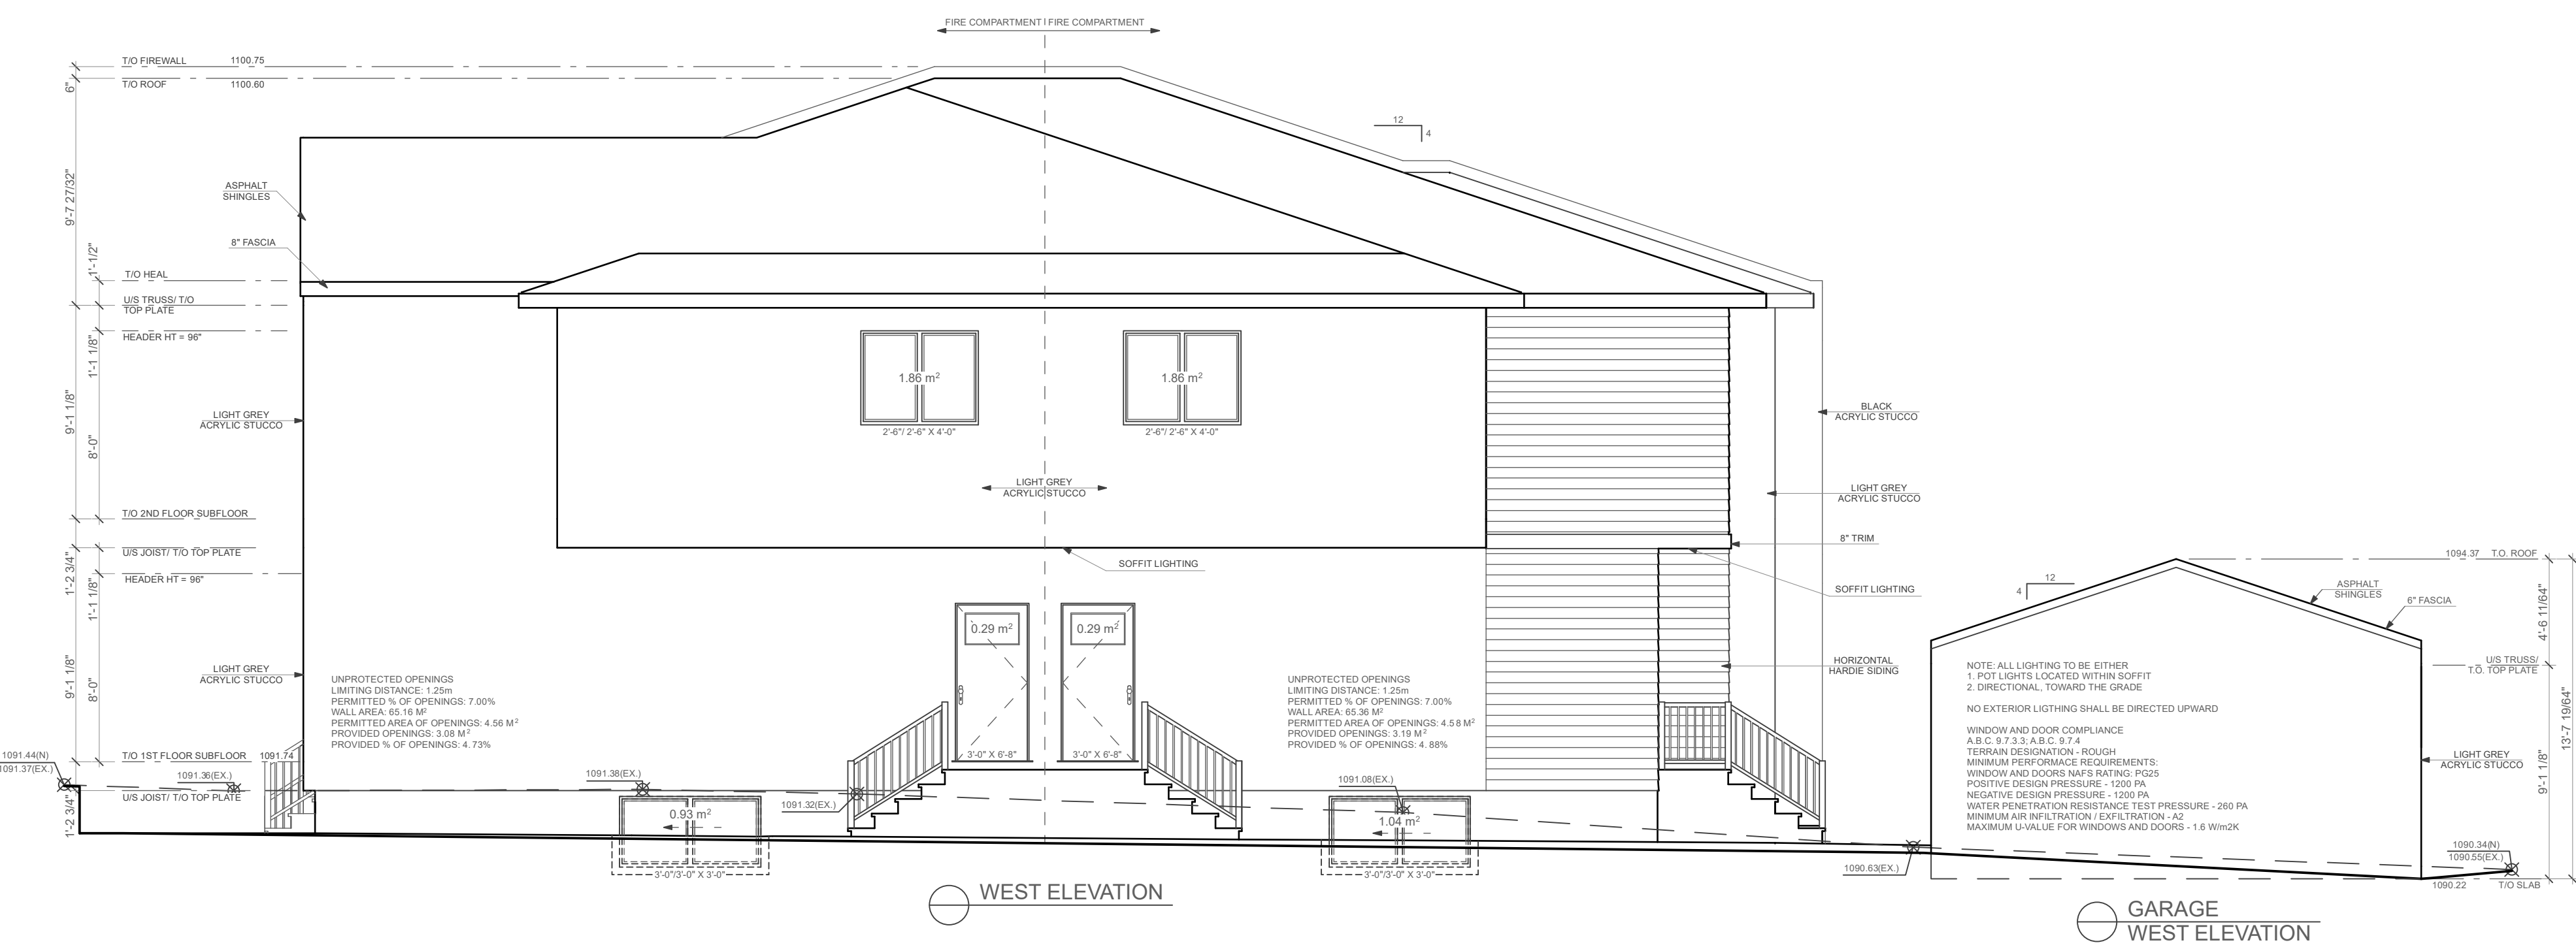 FIRE COMPARTMENT FIRE COMPARTMENT
T/O FIREWALL 1100.75
T/O ROOF 1100.60
6"
9'-7 27/32"
1'-1/2"
9'-1 1/8"
1'-1 1/8"
8'-0"
1'-2 3/4"
1'-1 1/8"
9'-1 1/8"
8'-0"
1'-2 3/4"
ASPHALT
SHINGLES
8" FASCIA
T/O HEAL
U/S TRUSS/ T/O
TOP PLATE
HEADER HT = 96"
LIGHT GREY
ACRYLIC STUCCO
T/O 2ND FLOOR SUBFLOOR
U/S JOIST/ T/O TOP PLATE
HEADER HT = 96"
LIGHT GREY
ACRYLIC STUCCO
T/O 1ST FLOOR SUBFLOOR 1091.74
1091.44(N)
1091.37(EX.)
1091.36(EX.)
U/S JOIST/ T/O TOP PLATE
12
4
1.86 m²
2'-6"/ 2'-6" X 4'-0"
1.86 m²
2'-6"/ 2'-6" X 4'-0"
LIGHT GREY
ACRYLIC STUCCO
SOFFIT LIGHTING
0.29 m²
3'-0" X 6'-8"
0.29 m²
3'-0" X 6'-8"
UNPROTECTED OPENINGS
LIMITING DISTANCE: 1.25m
PERMITTED % OF OPENINGS: 7.00%
WALL AREA: 65.16 M²
PERMITTED AREA OF OPENINGS: 4.56 M²
PROVIDED OPENINGS: 3.08 M²
PROVIDED % OF OPENINGS: 4.73%
UNPROTECTED OPENINGS
LIMITING DISTANCE: 1.25m
PERMITTED % OF OPENINGS: 7.00%
WALL AREA: 65.36 M²
PERMITTED AREA OF OPENINGS: 4.58 M²
PROVIDED OPENINGS: 3.19 M²
PROVIDED % OF OPENINGS: 4.88%
1091.38(EX.)
1091.32(EX.)
1091.08(EX.)
0.93 m²
3'-0"/3'-0" X 3'-0"
1.04 m²
3'-0"/3'-0" X 3'-0"
BLACK
ACRYLIC STUCCO
LIGHT GREY
ACRYLIC STUCCO
8" TRIM
SOFFIT LIGHTING
HORIZONTAL
HARDIE SIDING
1090.63(EX.)
WEST ELEVATION
1094.37 T.O. ROOF
12
4
ASPHALT
SHINGLES
6" FASCIA
4'-6 11/64"
U/S TRUSS/
T.O. TOP PLATE
13'-7 19/64"
9'-1 1/8"
NOTE: ALL LIGHTING TO BE EITHER
1. POT LIGHTS LOCATED WITHIN SOFFIT
2. DIRECTIONAL, TOWARD THE GRADE
NO EXTERIOR LIGTHING SHALL BE DIRECTED UPWARD
WINDOW AND DOOR COMPLIANCE
A.B.C. 9.7.3.3; A.B.C. 9.7.4
TERRAIN DESIGNATION - ROUGH
MINIMUM PERFORMACE REQUIREMENTS:
WINDOW AND DOORS NAFS RATING: PG25
POSITIVE DESIGN PRESSURE - 1200 PA
NEGATIVE DESIGN PRESSURE - 1200 PA
WATER PENETRATION RESISTANCE TEST PRESSURE - 260 PA
MINIMUM AIR INFILTRATION / EXFILTRATION - A2
MAXIMUM U-VALUE FOR WINDOWS AND DOORS - 1.6 W/m2K
LIGHT GREY
ACRYLIC STUCCO
1090.34(N)
1090.55(EX.)
1090.22 T/O SLAB
GARAGE
WEST ELEVATION